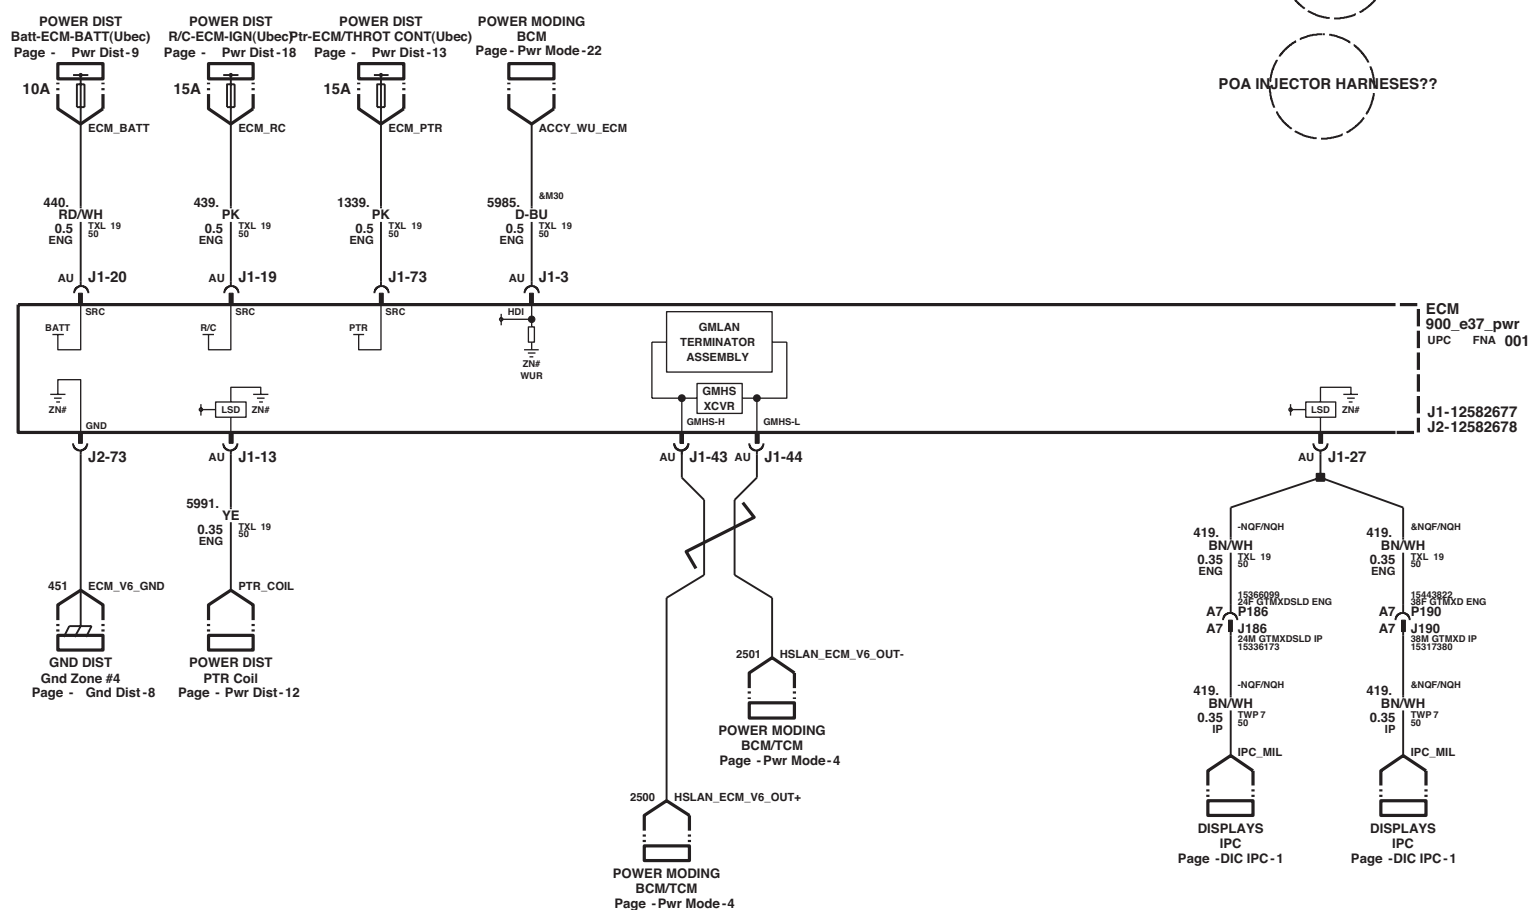 POWER DIST
Batt-ECM-BATT(Ubec)
Page - Pwr Dist-9
POWER DIST
R/C-ECM-IGN(Ubec)
Page - Pwr Dist-18
POWER DIST
Ptr-ECM/THROT CONT(Ubec)
Page - Pwr Dist-13
POWER MODING
BCM
Page - Pwr Mode-22
POA INJECTOR HARNESES??
10A
15A
15A
ECM_BATT
ECM_RC
ECM_PTR
ACCY_WU_ECM
440.
RD/WH
0.5
ENG
TXL 19
50
439.
PK
0.5
ENG
TXL 19
50
1339.
PK
0.5
ENG
TXL 19
50
5985.
&M30
D-BU
0.5
ENG
TXL 19
50
AU J1-20
AU J1-19
J1-73
AU J1-3
SRC
BATT
SRC
R/C
SRC
PTR
HDI
ZN#
WUR
GMLAN
TERMINATOR
ASSEMBLY
GMHS
XCVR
GMHS-H
GMHS-L
ECM
900_e37_pwr
UPC FNA 001
J1-12582677
J2-12582678
ZN#
GND
LSD ZN#
LSD ZN#
J2-73
AU J1-13
AU J1-43
AU J1-44
AU J1-27
5991.
YE
0.35
ENG
TXL 19
50
451 ECM_V6_GND
PTR_COIL
GND DIST
Gnd Zone #4
Page - Gnd Dist-8
POWER DIST
PTR Coil
Page - Pwr Dist-12
2501 HSLAN_ECM_V6_OUT-
POWER MODING
BCM/TCM
Page - Pwr Mode-4
2500 HSLAN_ECM_V6_OUT+
POWER MODING
BCM/TCM
Page - Pwr Mode-4
419.
-NQF/NQH
BN/WH
0.35
ENG
TXL 19
50
15366099
24F GTMXDSLD ENG
A7 P186
A7 J186
24M GTMXDSLD IP
15336173
419.
-NQF/NQH
BN/WH
0.35
IP
TWP 7
50
IPC_MIL
DISPLAYS
IPC
Page -DIC IPC-1
419.
&NQF/NQH
BN/WH
0.35
ENG
TXL 19
50
15443822
38F GTMXD ENG
A7 P190
A7 J190
38M GTMXD IP
15317380
419.
&NQF/NQH
BN/WH
0.35
IP
TWP 7
50
IPC_MIL
DISPLAYS
IPC
Page -DIC IPC-1